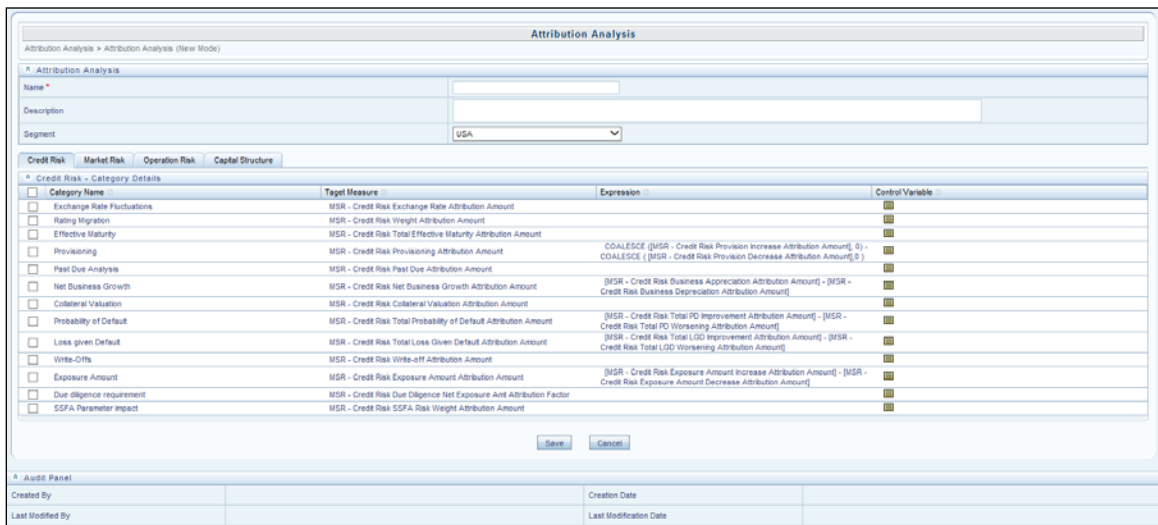 Attribution Analysis
Attribution Analysis > Attribution Analysis (New Mode)
Attribution Analysis
Name *
Description
Segment USA
Credit Risk Market Risk Operation Risk Capital Structure
Credit Risk - Category Details
Category Name Taget Measure Expression Control Variable
Exchange Rate Fluctuations MSR - Credit Risk Exchange Rate Attribution Amount
Rating Migration MSR - Credit Risk Weight Attribution Amount
Effective Maturity MSR - Credit Risk Total Effective Maturity Attribution Amount
Provisioning MSR - Credit Risk Provisioning Attribution Amount COALESCE ([MSR - Credit Risk Provision Increase Attribution Amount], 0) -
COALESCE ( [MSR - Credit Risk Provision Decrease Attribution Amount],0 )
Past Due Analysis MSR - Credit Risk Past Due Attribution Amount
Net Business Growth MSR - Credit Risk Net Business Growth Attribution Amount [MSR - Credit Risk Business Appreciation Attribution Amount] - [MSR -
Credit Risk Business Depreciation Attribution Amount]
Collateral Valuation MSR - Credit Risk Collateral Valuation Attribution Amount
Probability of Default MSR - Credit Risk Total Probability of Default Attribution Amount [MSR - Credit Risk Total PD Improvement Attribution Amount] - [MSR -
Credit Risk Total PD Worsening Attribution Amount]
Loss given Default MSR - Credit Risk Total Loss Given Default Attribution Amount [MSR - Credit Risk Total LGD Improvement Attribution Amount] - [MSR -
Credit Risk Total LGD Worsening Attribution Amount]
Write-Offs MSR - Credit Risk Write-off Attribution Amount
Exposure Amount MSR - Credit Risk Exposure Amount Attribution Amount [MSR - Credit Risk Exposure Amount Increase Attribution Amount] - [MSR -
Credit Risk Exposure Amount Decrease Attribution Amount]
Due diligence requirement MSR - Credit Risk Due Diligence Net Exposure Amt Attribution Factor
SSFA Parameter impact MSR - Credit Risk SSFA Risk Weight Attribution Amount
Save Cancel
Audit Panel
Created By Creation Date
Last Modified By Last Modification Date